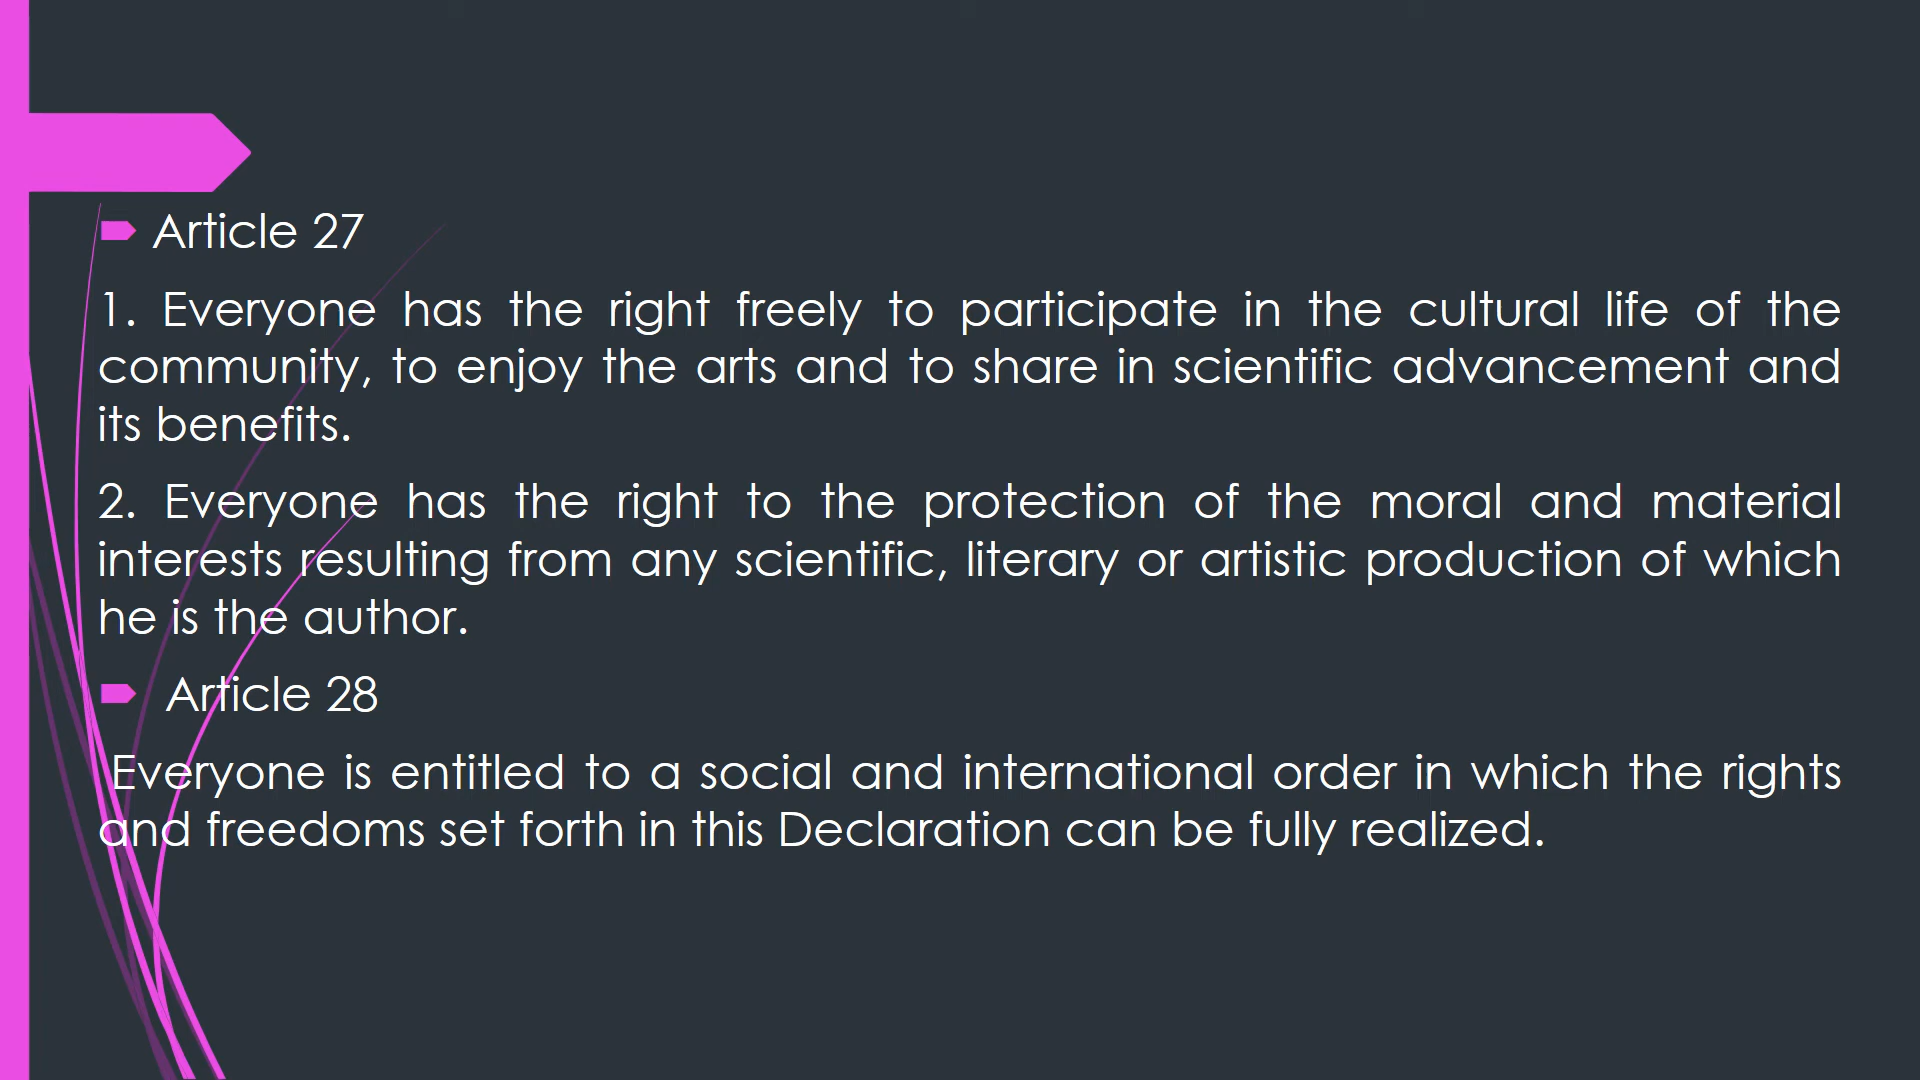 Article 27
1. Everyone has the right freely to participate in the cultural life of the
community, to enjoy the arts and to share in scientific advancement and
its benefits.
2. Everyone has the right to the protection of the moral and material
interests resulting from any scientific, literary or artistic production of which
he is the author.
Article 28
Everyone is entitled to a social and international order in which the rights
and freedoms set forth in this Declaration can be fully realized.